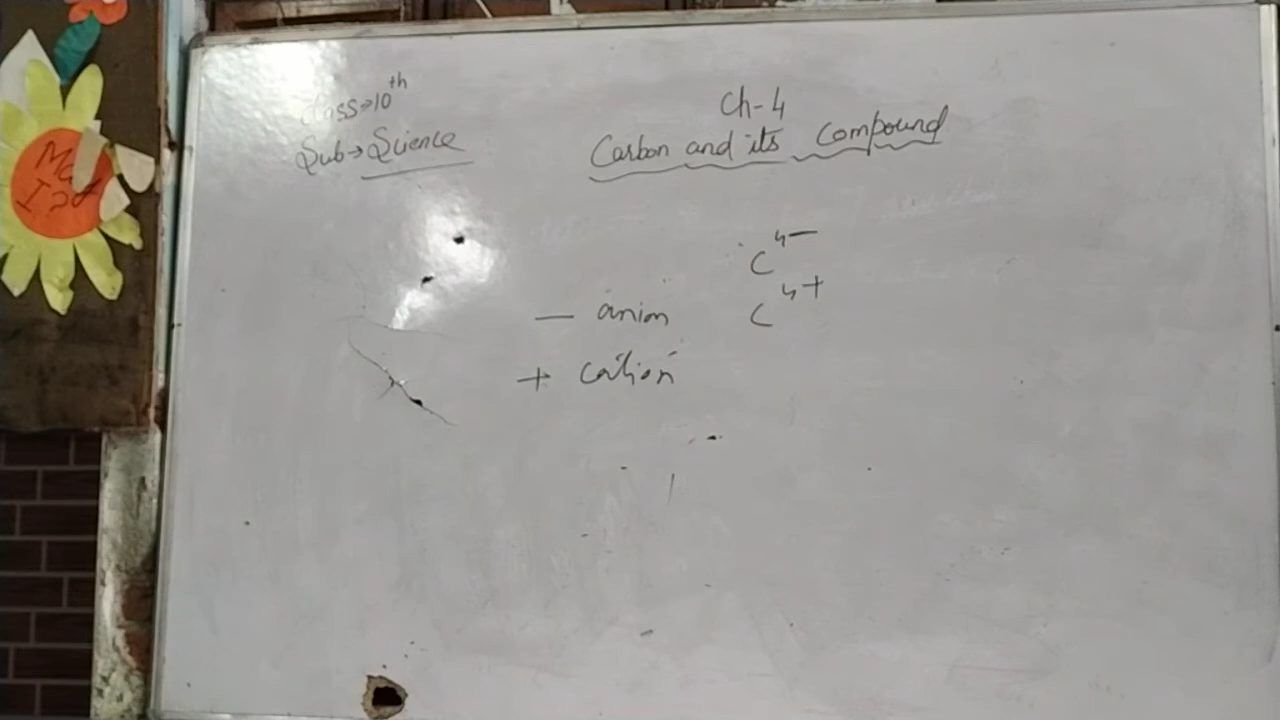 Class→10th
Sub→Science
Ch-4
Carbon and its Compound
C4-
C4+
— anion
+ cation